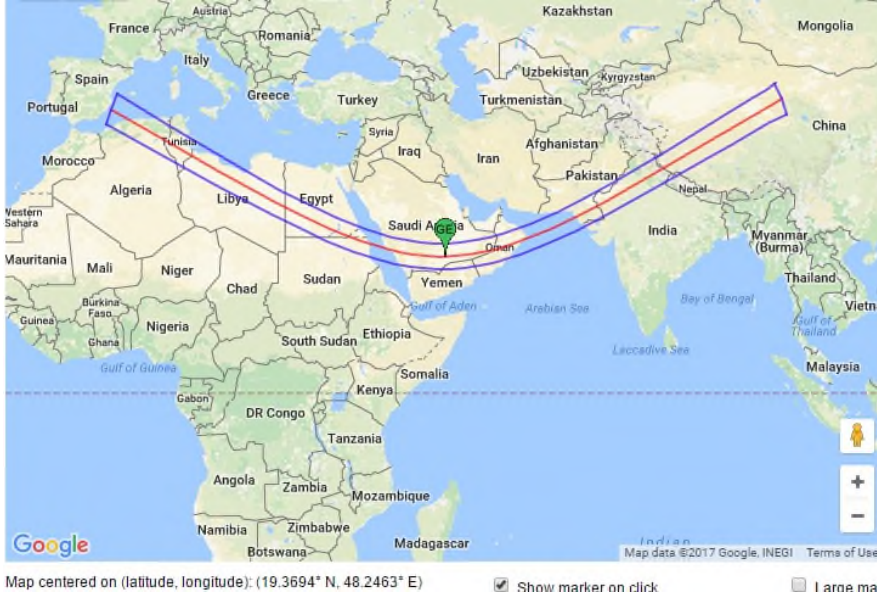 Kazakhstan
Austria
France
Mongolia
Romania
Italy
Uzbekistan
Kyrgyzstan
Spain
Greece
Turkey
Turkmenistan
Portugal
China
Syria
Tunisia
Afghanistan
Iraq
Iran
Morocco
Pakistan
Algeria
Nepal
Libya
Egypt
Western
Sahara
Saudi A
ia
GE
India
Myanmar
(Burma)
Oman
Mauritania
Mali
Niger
Sudan
Yemen
Thailand
Chad
Gulf of Aden
Arabian Sea
Bay of Bengal
Vietn
Burkina
Faso
Guinea
Nigeria
Gulf of
Thailand
Ghana
South Sudan
Ethiopia
Laccadive Sea
Gulf of Guinea
Somalia
Malaysia
Gabon
Kenya
DR Congo
Tanzania
Angola
Zambia
Mozambique
Namibia
Zimbabwe
Madagascar
Botswana
Indian
Google
Map data ©2017 Google, INEGI Terms of Use
Map centered on (latitude, longitude): (19.3694° N, 48.2463° E)
Show marker on click
Large ma